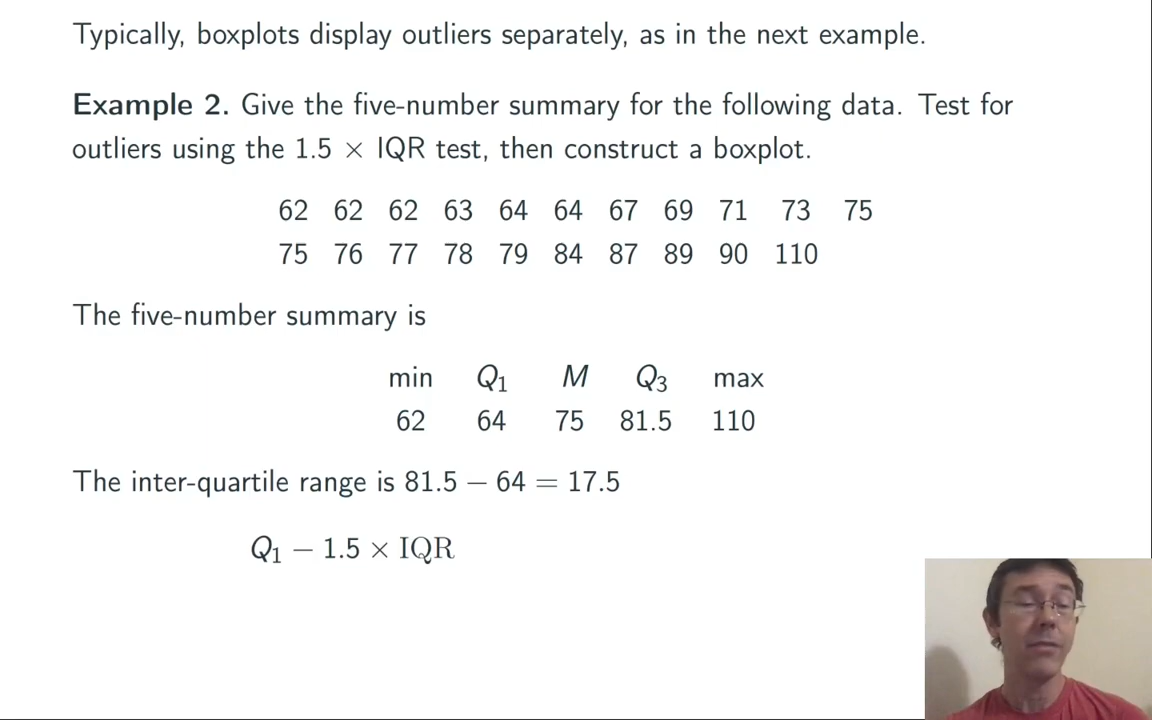 Typically, boxplots display outliers separately, as in the next example.
Example 2. Give the five-number summary for the following data. Test for
outliers using the 1.5 × IQR test, then construct a boxplot.
62 62 62 63 64 64 67 69 71 73 75
75 76 77 78 79 84 87 89 90 110
The five-number summary is
min Q₁ M Q₃ max
62 64 75 81.5 110
The inter-quartile range is 81.5 − 64 = 17.5
Q₁ − 1.5 × IQR